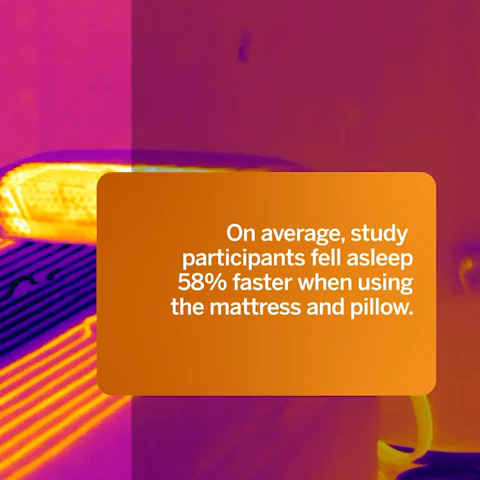 On average, study
participants fell asleep
58% faster when using
the mattress and pillow.